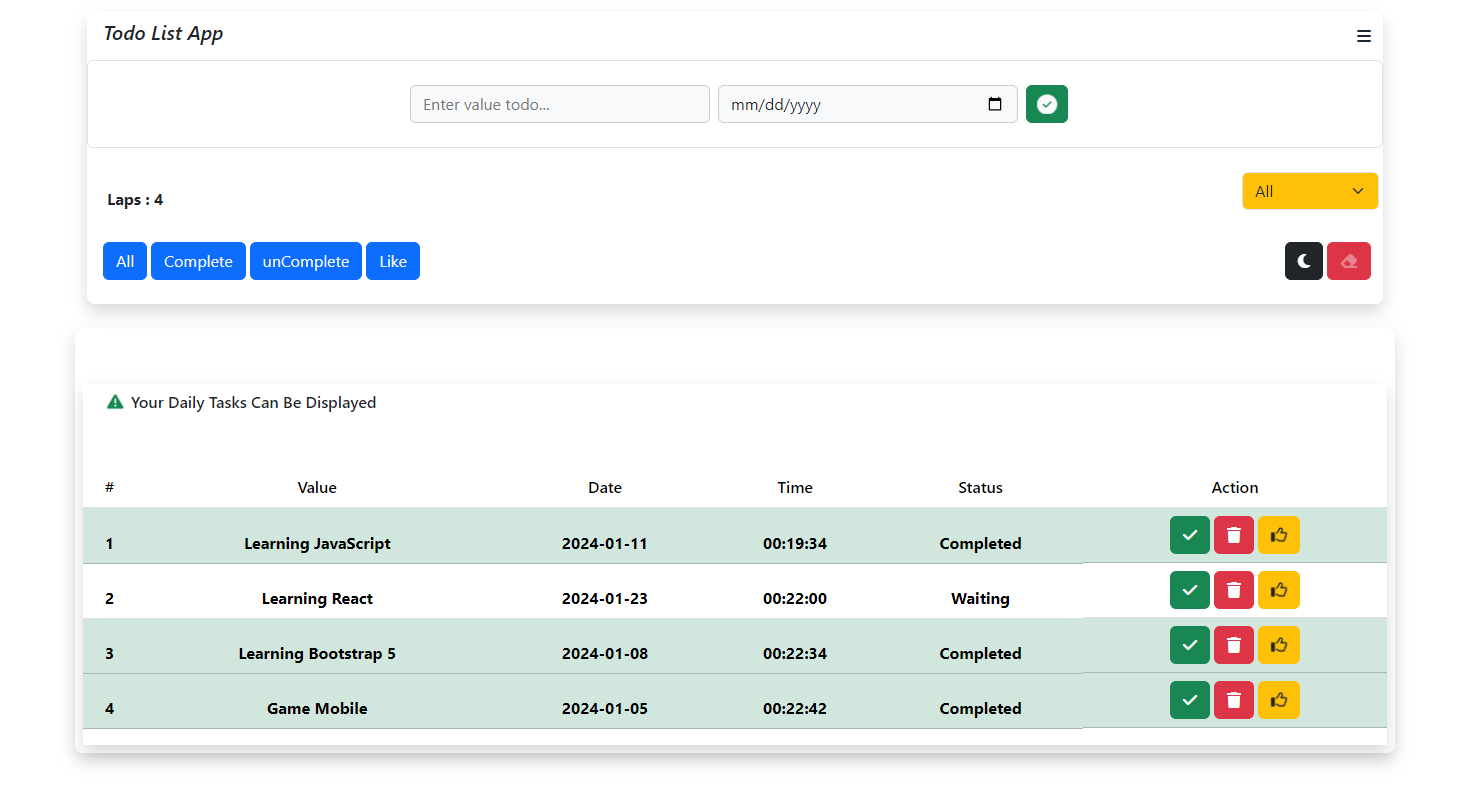 Todo List App
Enter value todo... mm/dd/yyyy
All
Laps : 4
All Complete unComplete Like
Your Daily Tasks Can Be Displayed
# Value Date Time Status Action
1 Learning JavaScript 2024-01-11 00:19:34 Completed
2 Learning React 2024-01-23 00:22:00 Waiting
3 Learning Bootstrap 5 2024-01-08 00:22:34 Completed
4 Game Mobile 2024-01-05 00:22:42 Completed